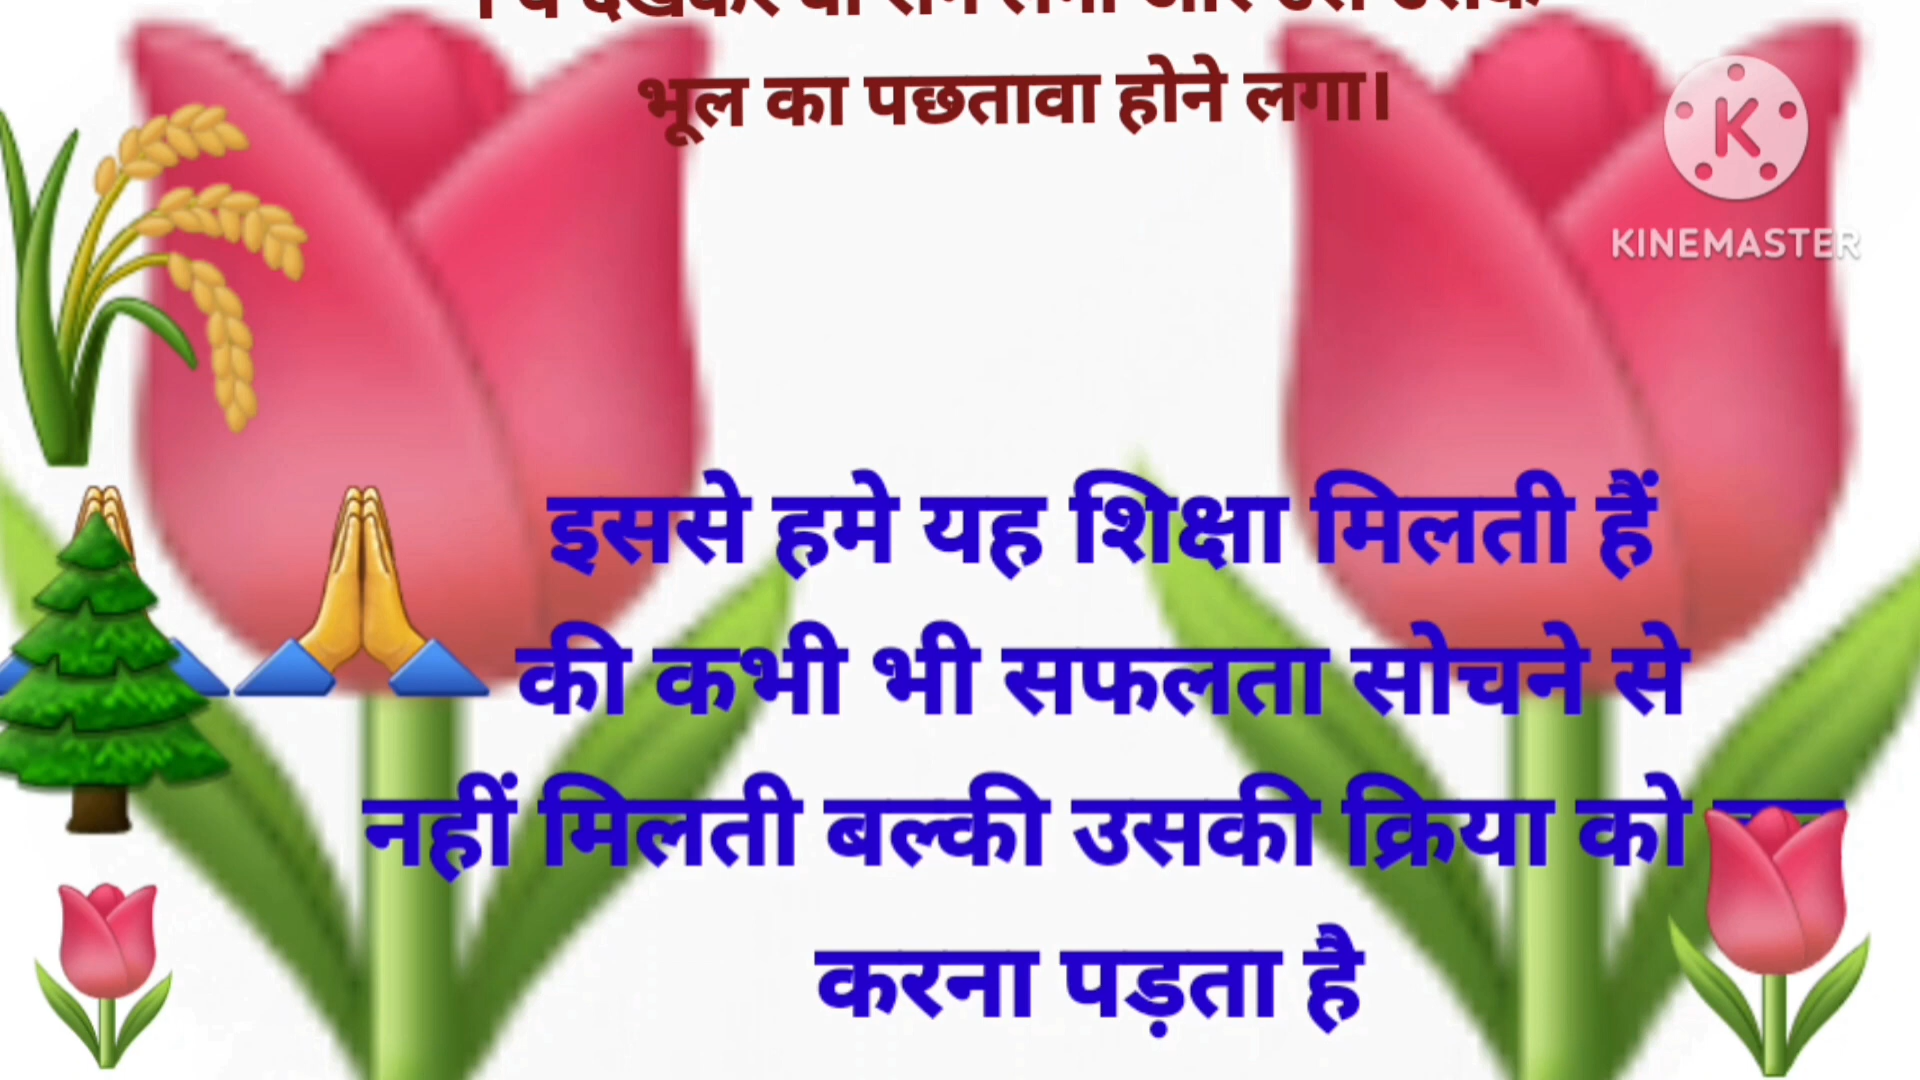 भूल का पछतावा होने लगा।
K
KINEMASTER
इससे हमे यह शिक्षा मिलती हैं
की कभी भी सफलता सोचने से
नहीं मिलती बल्की उसकी क्रिया को
करना पड़ता है